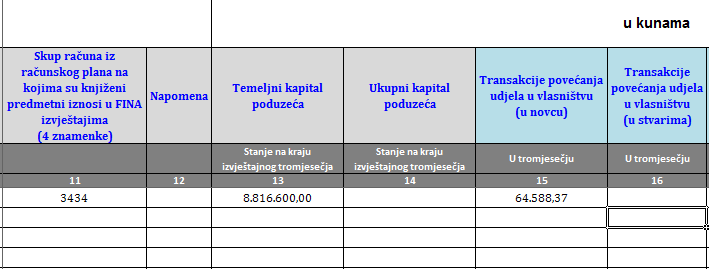 u kunama
Skup računa iz
računskog plana na
kojima su knjiženi
predmetni iznosi u FINA
izvještajima
(4 znamenke)
Napomena
Temeljni kapital
poduzeća
Ukupni kapital
poduzeća
Transakcije povećanja
udjela u vlasništvu
(u novcu)
Transakcije
povećanja udjela
u vlasništvu
(u stvarima)
Stanje na kraju
izvještajnog tromjesečja
Stanje na kraju
izvještajnog tromjesečja
U tromjesečju
U tromjesečju
11 12 13 14 15 16
3434 8.816.600,00 64.588,37